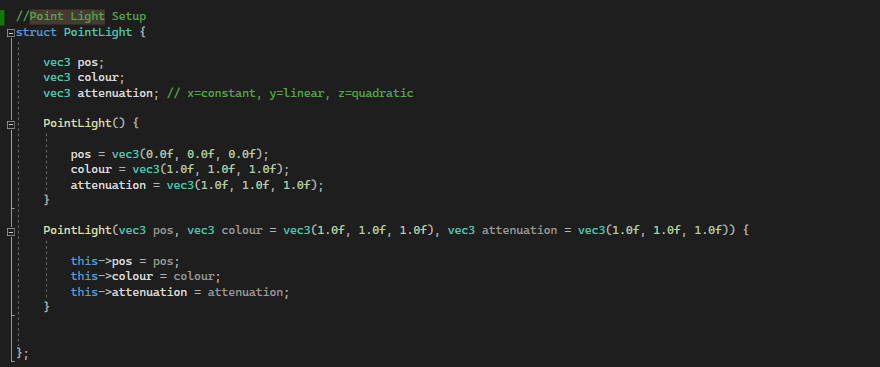 //Point Light Setup
struct PointLight {
vec3 pos;
vec3 colour;
vec3 attenuation; // x=constant, y=linear, z=quadratic
PointLight() {
pos = vec3(0.0f, 0.0f, 0.0f);
colour = vec3(1.0f, 1.0f, 1.0f);
attenuation = vec3(1.0f, 1.0f, 1.0f);
}
PointLight(vec3 pos, vec3 colour = vec3(1.0f, 1.0f, 1.0f), vec3 attenuation = vec3(1.0f, 1.0f, 1.0f)) {
this->pos = pos;
this->colour = colour;
this->attenuation = attenuation;
}
};